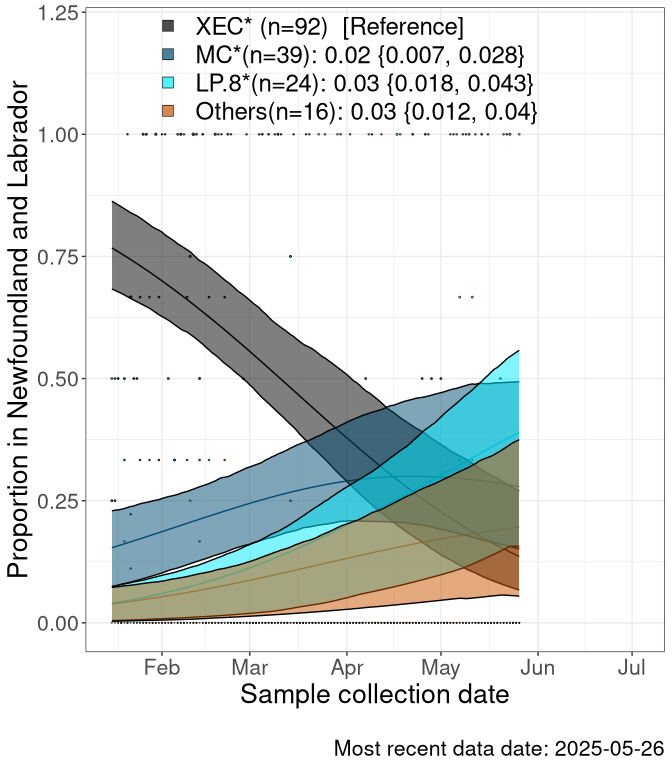 XEC* (n=92) [Reference]
MC*(n=39): 0.02 {0.007, 0.028}
LP.8*(n=24): 0.03 {0.018, 0.043}
Others(n=16): 0.03 {0.012, 0.04}
Proportion in Newfoundland and Labrador
1.25
1.00
0.75
0.50
0.25
0.00
Feb Mar Apr May Jun Jul
Sample collection date
Most recent data date: 2025-05-26